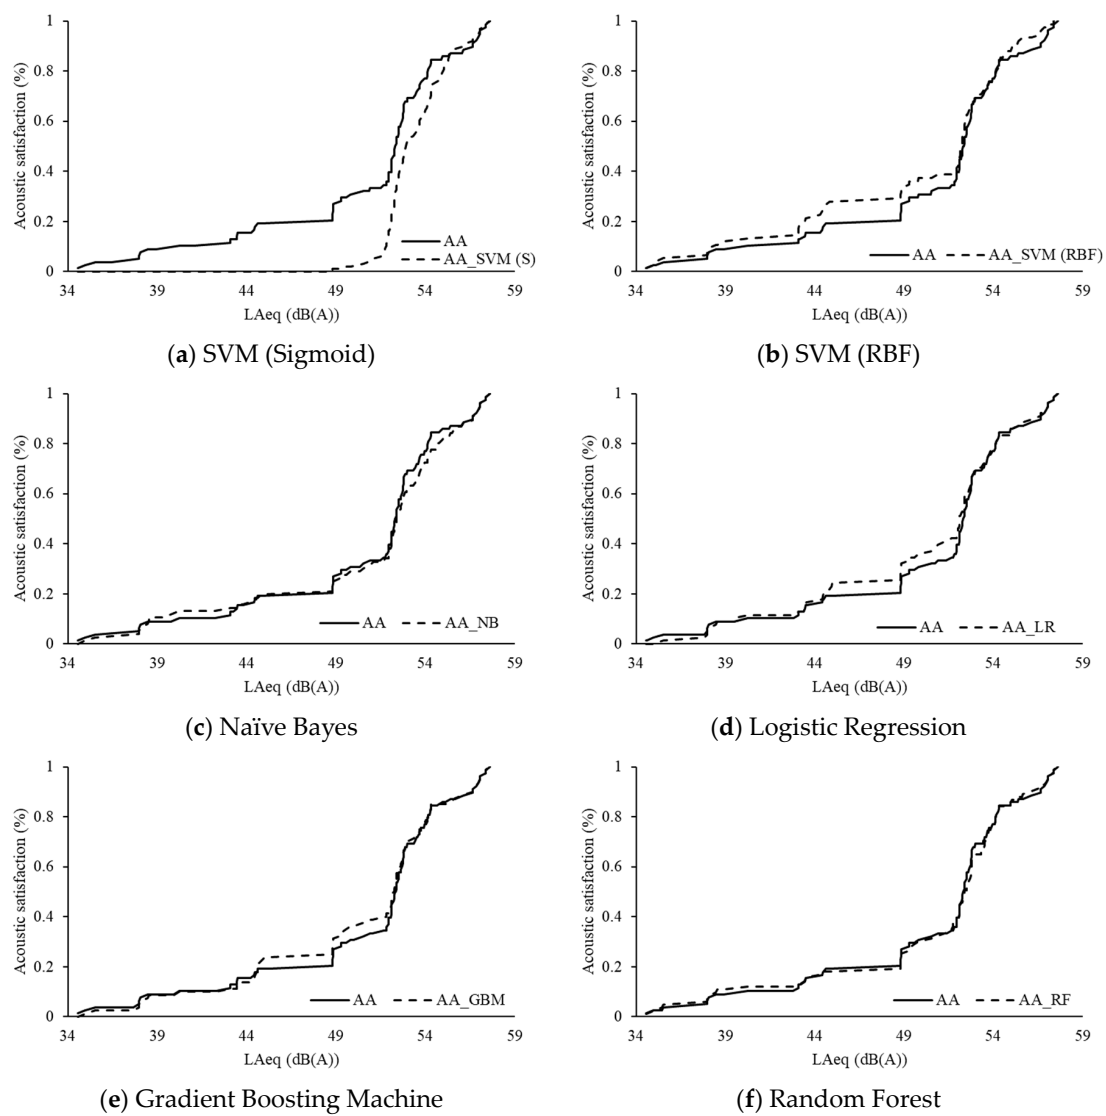 Acoustic satisfaction (%)
1
0.8
0.6
0.4
0.2
0
AA
AA_SVM (S)
34 39 44 49 54 59
LAeq (dB(A))
(a) SVM (Sigmoid)
Acoustic satisfaction (%)
1
0.8
0.6
0.4
0.2
0
AA AA_SVM (RBF)
34 39 44 49 54 59
LAeq (dB(A))
(b) SVM (RBF)
Acoustic satisfaction (%)
1
0.8
0.6
0.4
0.2
0
AA AA_NB
34 39 44 49 54 59
LAeq (dB(A))
(c) Naïve Bayes
Acoustic satisfaction (%)
1
0.8
0.6
0.4
0.2
0
AA AA_LR
34 39 44 49 54 59
LAeq (dB(A))
(d) Logistic Regression
Acoustic satisfaction (%)
1
0.8
0.6
0.4
0.2
0
AA AA_GBM
34 39 44 49 54 59
LAeq (dB(A))
(e) Gradient Boosting Machine
Acoustic satisfaction (%)
1
0.8
0.6
0.4
0.2
0
AA AA_RF
34 39 44 49 54 59
LAeq (dB(A))
(f) Random Forest